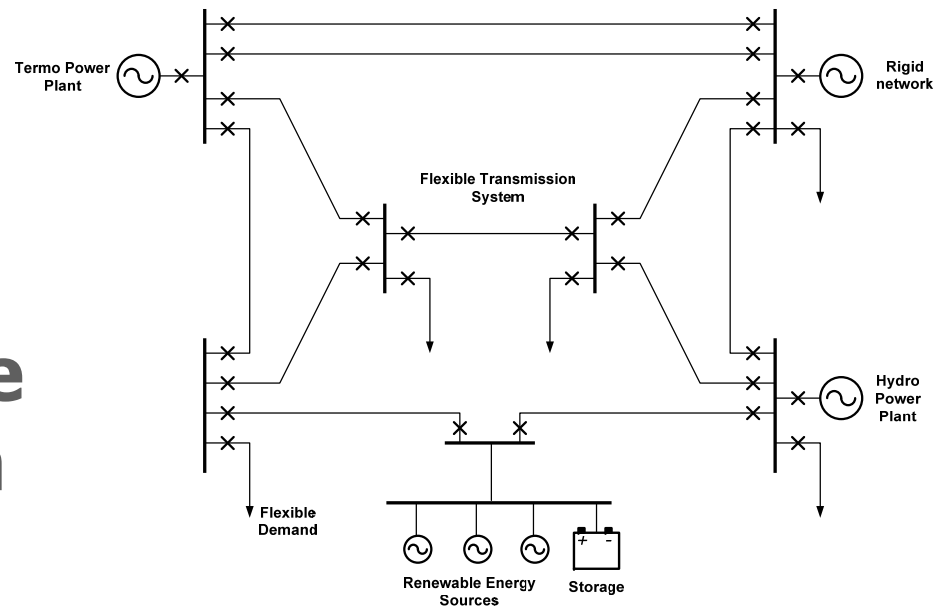 Termo Power
Plant
Rigid
network
Flexible Transmission
System
e
n
Hydro
Power
Plant
Flexible
Demand
+ -
Renewable Energy
Sources
Storage